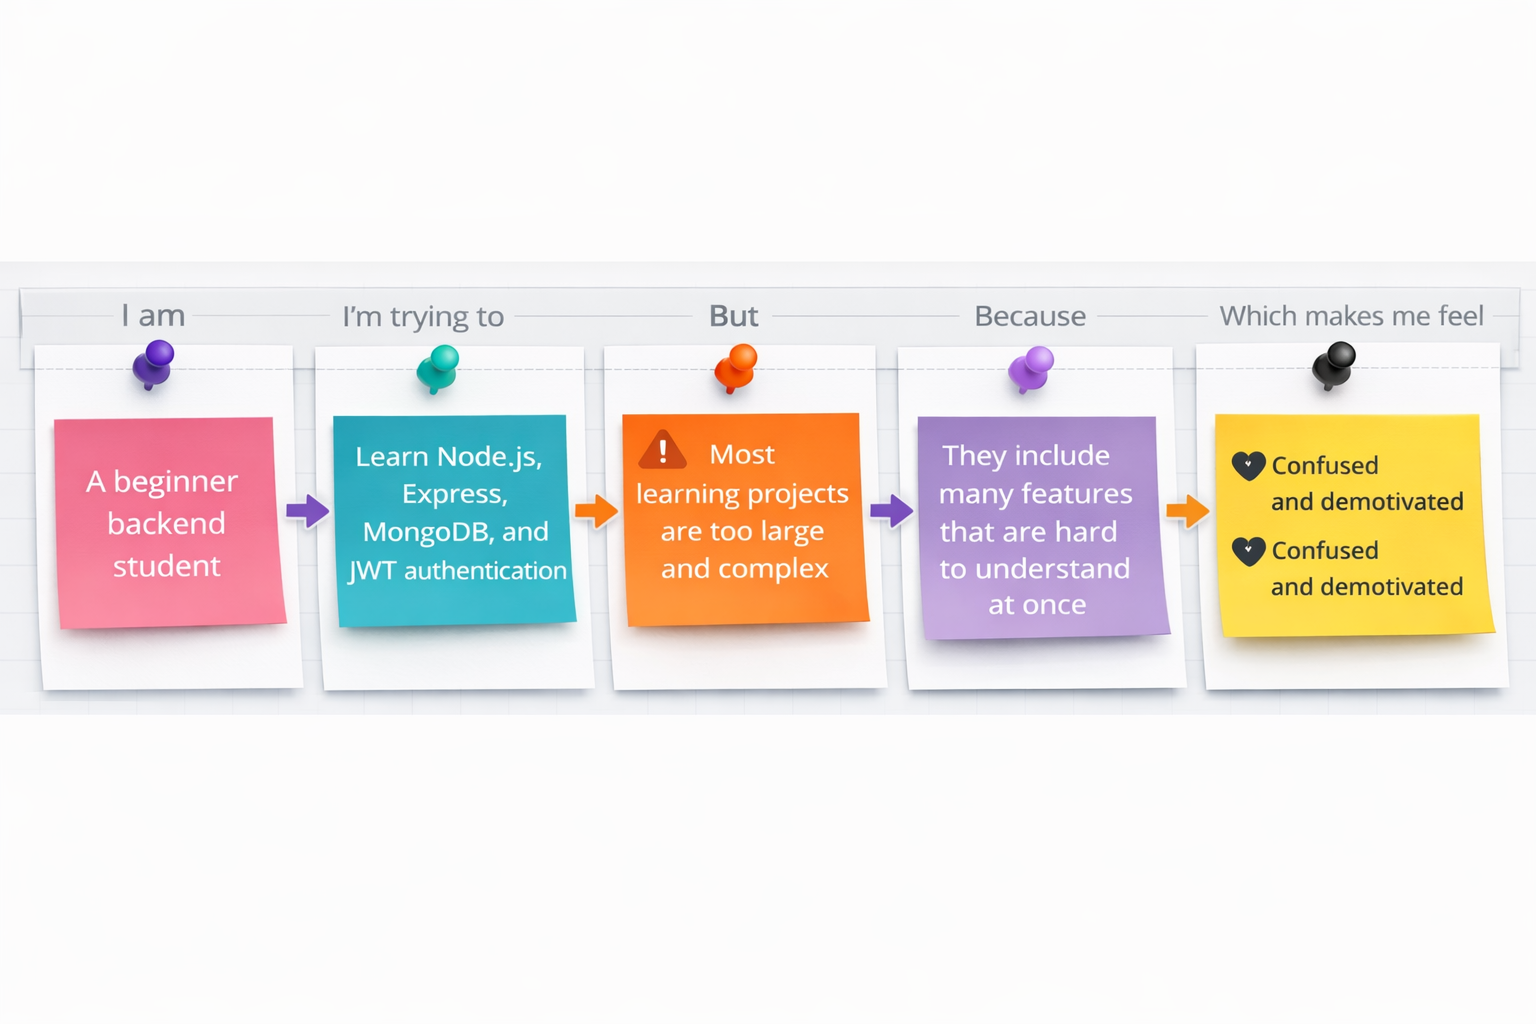 I am
I'm trying to
But
Because
Which makes me feel
A beginner
backend
student
Learn Node.js,
Express,
MongoDB, and
JWT authentication
! Most
learning projects
are too large
and complex
They include
many features
that are hard
to understand
at once
Confused
and demotivated
Confused
and demotivated